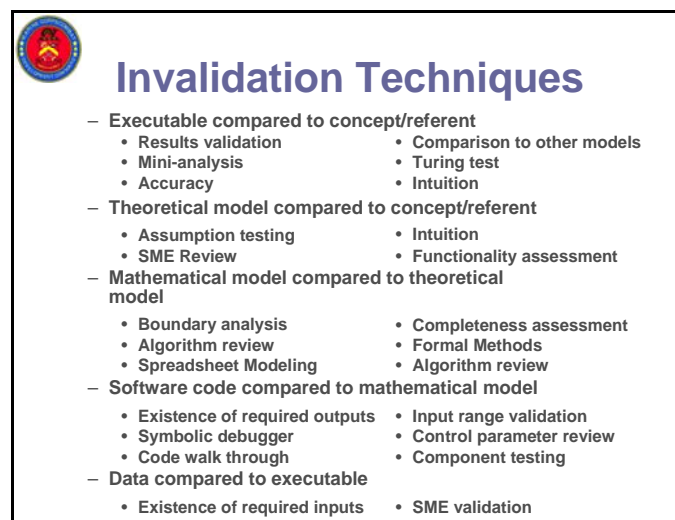 Invalidation Techniques
– Executable compared to concept/referent
• Results validation
• Mini-analysis
• Accuracy
• Comparison to other models
• Turing test
• Intuition
– Theoretical model compared to concept/referent
• Assumption testing
• SME Review
• Intuition
• Functionality assessment
– Mathematical model compared to theoretical
model
• Boundary analysis
• Algorithm review
• Spreadsheet Modeling
• Completeness assessment
• Formal Methods
• Algorithm review
– Software code compared to mathematical model
• Existence of required outputs
• Symbolic debugger
• Code walk through
• Input range validation
• Control parameter review
• Component testing
– Data compared to executable
• Existence of required inputs
• SME validation